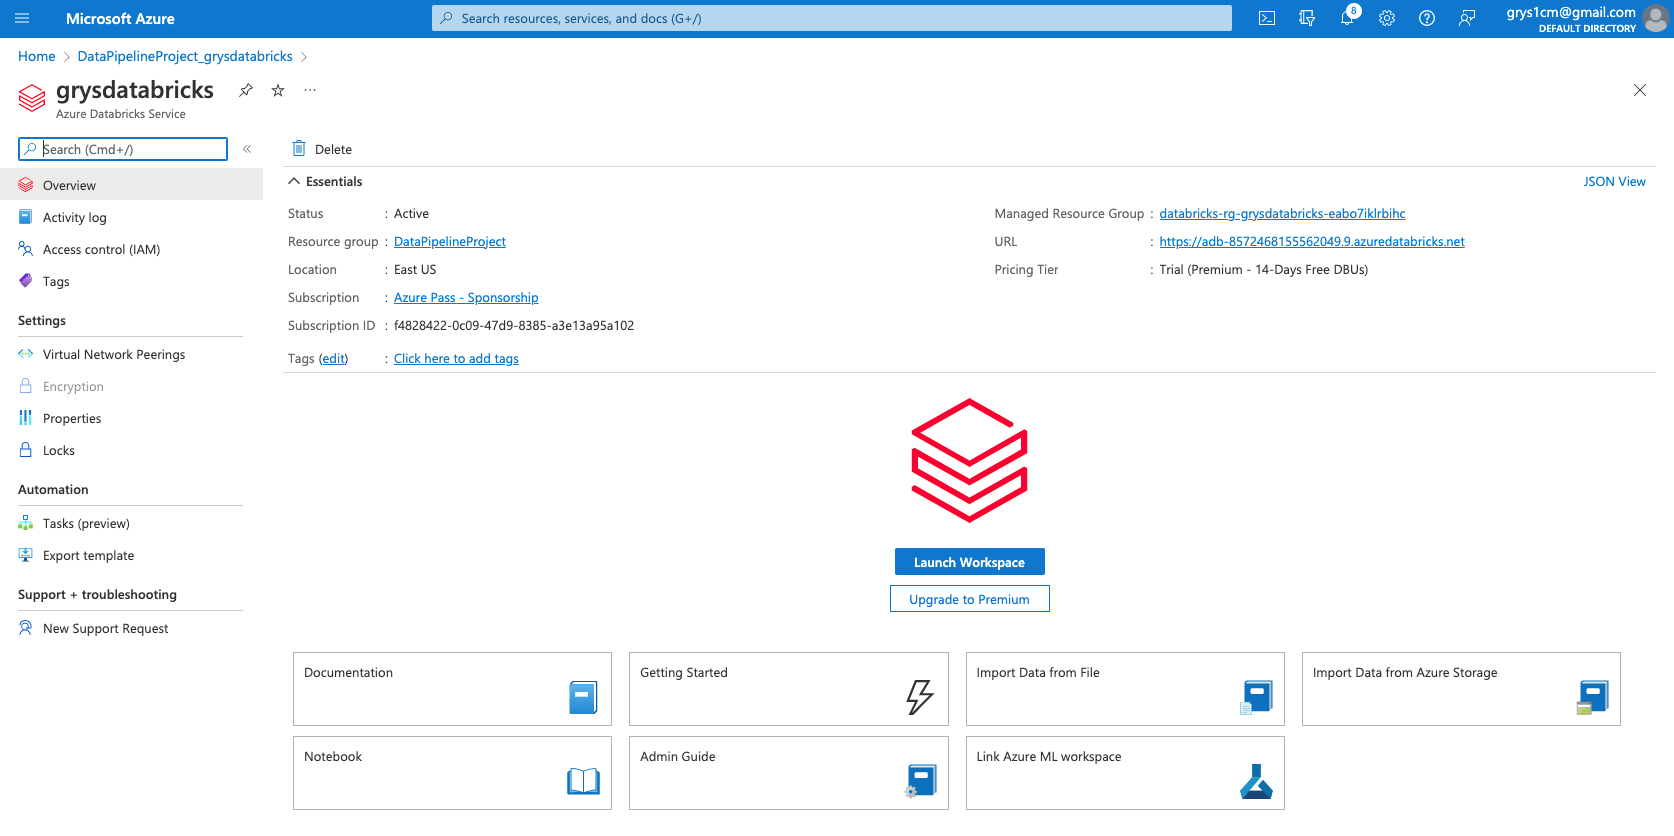 Microsoft Azure
Search resources, services, and docs (G+/)
8
grys1cm@gmail.com
DEFAULT DIRECTORY
Home > DataPipelineProject_grysdatabricks >
grysdatabricks
...
Azure Databricks Service
Search (Cmd+/)
«
Overview
Activity log
Access control (IAM)
Tags
Settings
Virtual Network Peerings
Encryption
Properties
Locks
Automation
Tasks (preview)
Export template
Support + troubleshooting
New Support Request
Delete
Essentials
JSON View
Status : Active
Resource group : DataPipelineProject
Location : East US
Subscription : Azure Pass - Sponsorship
Subscription ID : f4828422-0c09-47d9-8385-a3e13a95a102
Tags (edit) : Click here to add tags
Managed Resource Group : databricks-rg-grysdatabricks-eabo7iklrbihc
URL : https://adb-8572468155562049.9.azuredatabricks.net
Pricing Tier : Trial (Premium - 14-Days Free DBUs)
Launch Workspace
Upgrade to Premium
Documentation
Getting Started
Import Data from File
Import Data from Azure Storage
Notebook
Admin Guide
Link Azure ML workspace